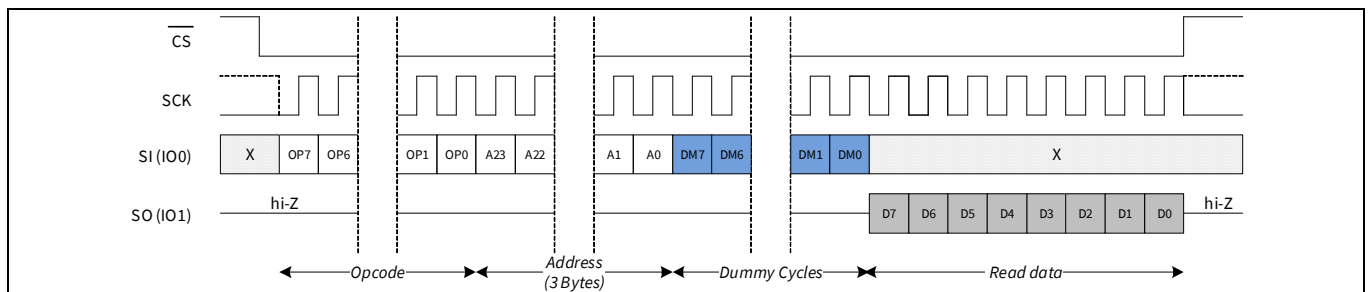 CS
SCK
SI (IO0) X OP7 OP6 OP1 OP0 A23 A22 A1 A0 DM7 DM6 DM1 DM0 X
SO (IO1) hi-Z D7 D6 D5 D4 D3 D2 D1 D0 hi-Z
Opcode Address (3 Bytes) Dummy Cycles Read data